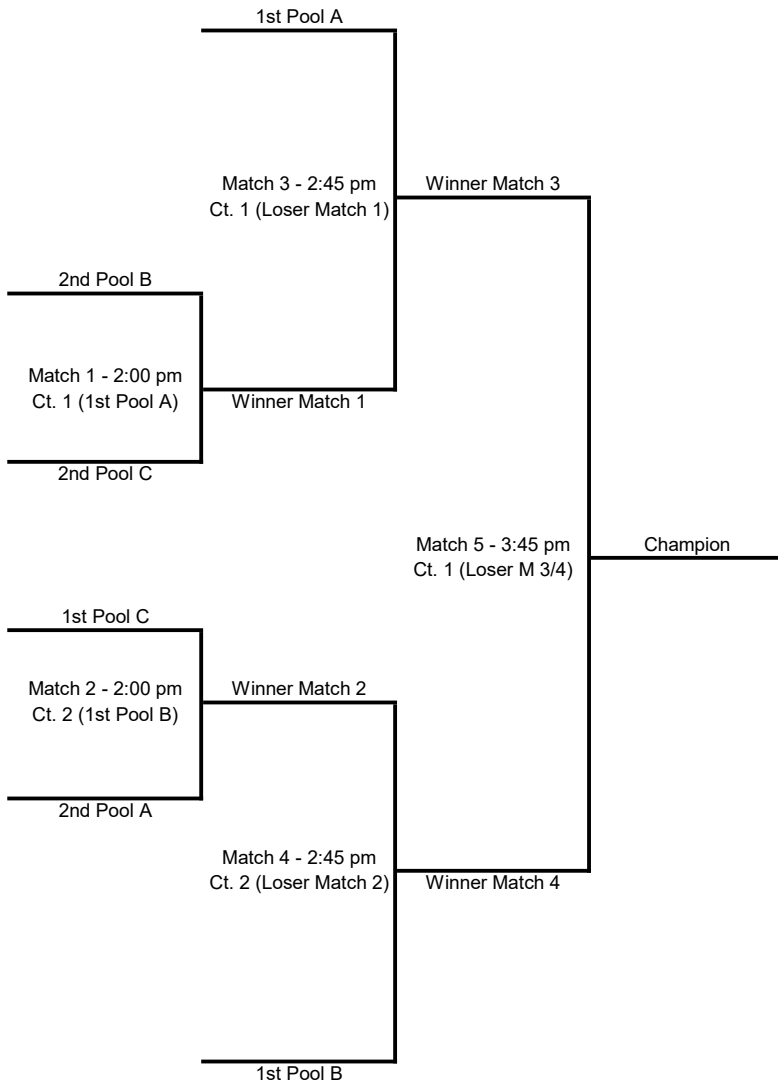 1st Pool A
Match 3 - 2:45 pm
Ct. 1 (Loser Match 1)
Winner Match 3
2nd Pool B
Match 1 - 2:00 pm
Ct. 1 (1st Pool A)
Winner Match 1
2nd Pool C
Match 5 - 3:45 pm
Ct. 1 (Loser M 3/4)
Champion
1st Pool C
Match 2 - 2:00 pm
Ct. 2 (1st Pool B)
Winner Match 2
2nd Pool A
Match 4 - 2:45 pm
Ct. 2 (Loser Match 2)
Winner Match 4
1st Pool B